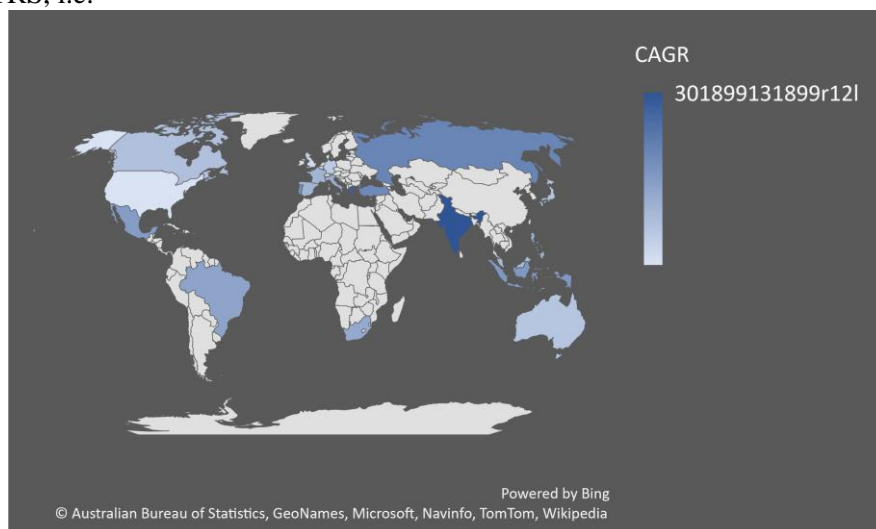 CAGR
301899131899r12l
Powered by Bing
© Australian Bureau of Statistics, GeoNames, Microsoft, Navinfo, TomTom, Wikipedia